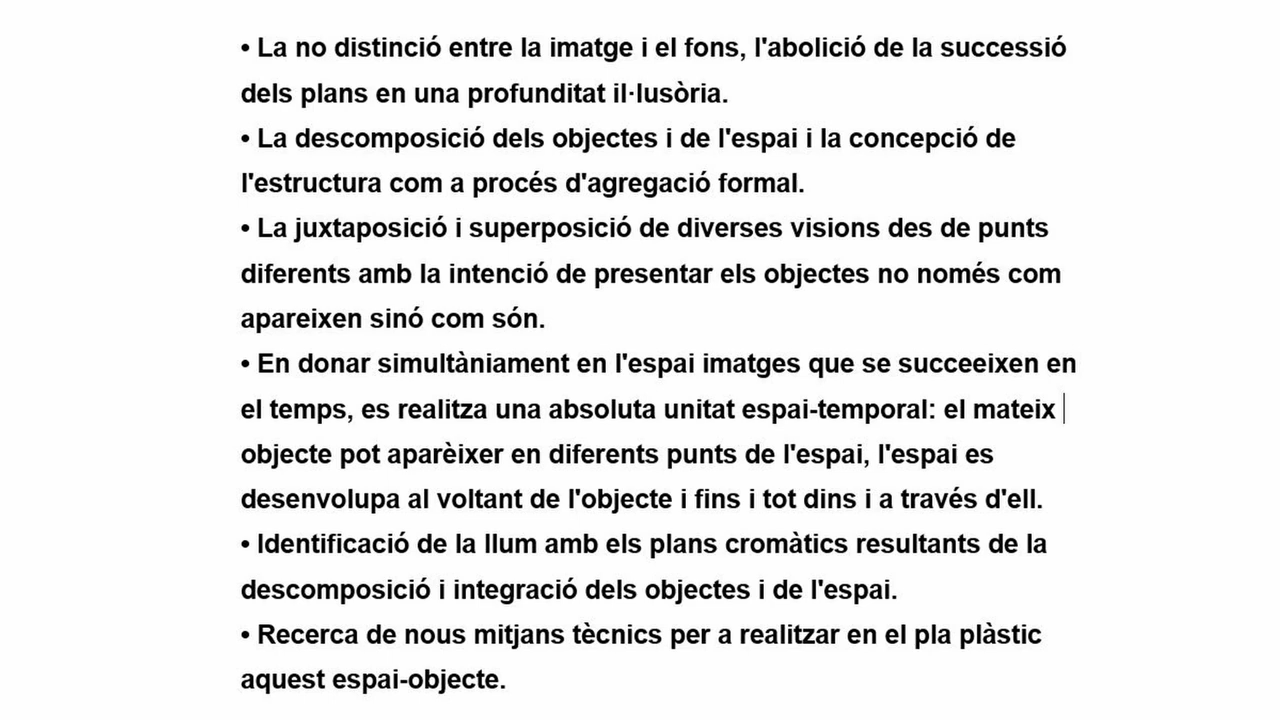 • La no distinció entre la imatge i el fons, l'abolició de la successió
dels plans en una profunditat il·lusòria.
• La descomposició dels objectes i de l'espai i la concepció de
l'estructura com a procés d'agregació formal.
• La juxtaposició i superposició de diverses visions des de punts
diferents amb la intenció de presentar els objectes no només com
apareixen sinó com són.
• En donar simultàniament en l'espai imatges que se succeeixen en
el temps, es realitza una absoluta unitat espai-temporal: el mateix
objecte pot aparèixer en diferents punts de l'espai, l'espai es
desenvolupa al voltant de l'objecte i fins i tot dins i a través d'ell.
• Identificació de la llum amb els plans cromàtics resultants de la
descomposició i integració dels objectes i de l'espai.
• Recerca de nous mitjans tècnics per a realitzar en el pla plàstic
aquest espai-objecte.